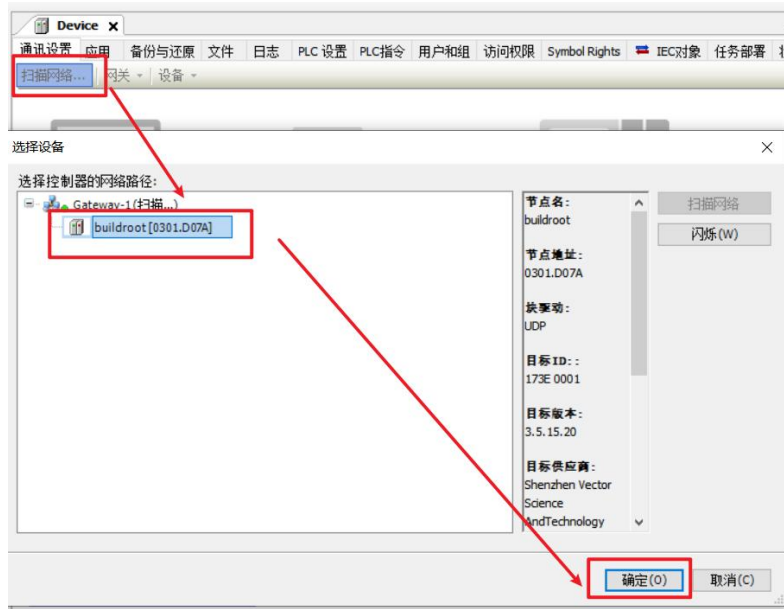 Device
通讯设置 应用 备份与还原 文件 日志 PLC 设置 PLC指令 用户和组 访问权限 Symbol Rights IEC对象 任务部署
扫描网络... 网关 设备
选择设备
选择控制器的网络路径:
Gateway-1(扫描...)
buildroot [0301.D07A]
节点名:
buildroot
节点地址:
0301.D07A
块驱动:
UDP
目标ID: :
173E 0001
目标版本:
3.5.15.20
目标供应商:
Shenzhen Vector
Science
AndTechnology
扫描网络
闪烁(W)
确定(O) 取消(C)